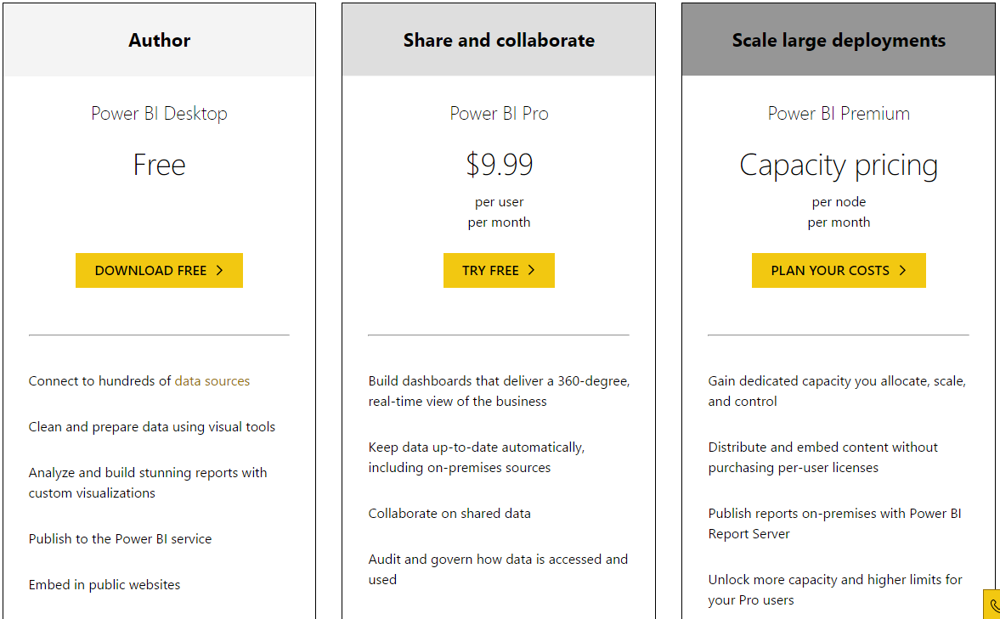 Author
Power BI Desktop
Free
DOWNLOAD FREE
Connect to hundreds of data sources
Clean and prepare data using visual tools
Analyze and build stunning reports with
custom visualizations
Publish to the Power BI service
Embed in public websites
Share and collaborate
Power BI Pro
$9.99
per user
per month
TRY FREE
Build dashboards that deliver a 360-degree,
real-time view of the business
Keep data up-to-date automatically,
including on-premises sources
Collaborate on shared data
Audit and govern how data is accessed and
used
Scale large deployments
Power BI Premium
Capacity pricing
per node
per month
PLAN YOUR COSTS
Gain dedicated capacity you allocate, scale,
and control
Distribute and embed content without
purchasing per-user licenses
Publish reports on-premises with Power BI
Report Server
Unlock more capacity and higher limits for
your Pro users